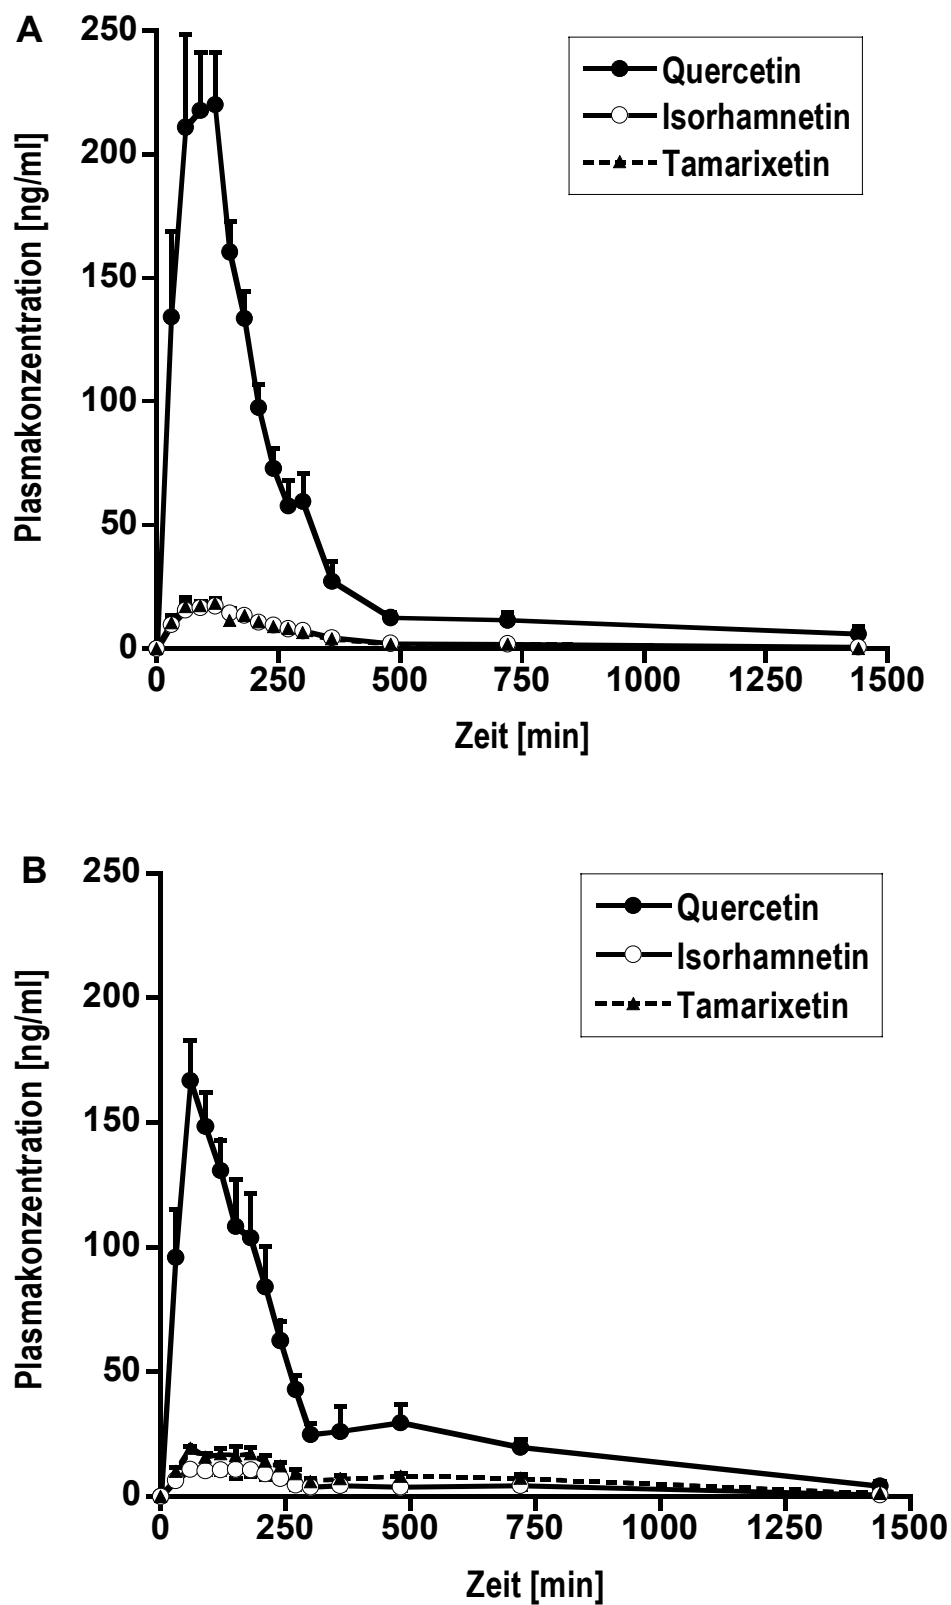 A
250
200
150
100
50
0
Plasmakonzentration [ng/ml]
Quercetin
Isorhamnetin
Tamarixetin
0 250 500 750 1000 1250 1500
Zeit [min]
B
250
200
150
100
50
0
Plasmakonzentration [ng/ml]
Quercetin
Isorhamnetin
Tamarixetin
0 250 500 750 1000 1250 1500
Zeit [min]